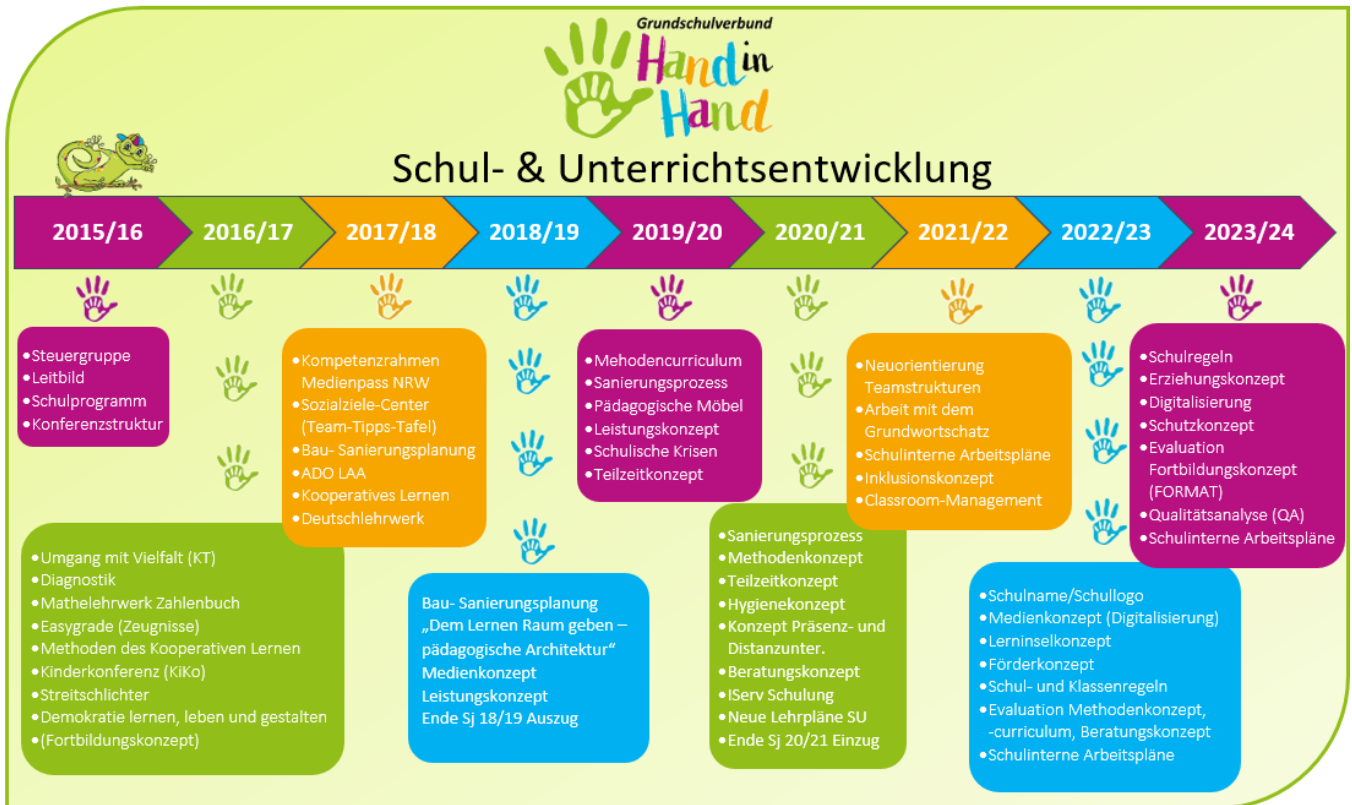 Grundschulverbund
Hand in
Hand
Schul- & Unterrichtsentwicklung
2015/16
2016/17
2017/18
2018/19
2019/20
2020/21
2021/22
2022/23
2023/24
•Steuergruppe
•Leitbild
•Schulprogramm
•Konferenzstruktur
•Umgang mit Vielfalt (KT)
•Diagnostik
•Mathelehrwerk Zahlenbuch
•Easygrade (Zeugnisse)
•Methoden des Kooperativen Lernen
•Kinderkonferenz (KiKo)
•Streitschlichter
•Demokratie lernen, leben und gestalten
•(Fortbildungskonzept)
•Kompetenzrahmen
Medienpass NRW
•Sozialziele-Center
(Team-Tipps-Tafel)
•Bau- Sanierungsplanung
•ADO LAA
•Kooperatives Lernen
•Deutschlehrwerk
Bau- Sanierungsplanung
„Dem Lernen Raum geben –
pädagogische Architektur“
Medienkonzept
Leistungskonzept
Ende Sj 18/19 Auszug
•Mehodencurriculum
•Sanierungsprozess
•Pädagogische Möbel
•Leistungskonzept
•Schulische Krisen
•Teilzeitkonzept
•Sanierungsprozess
•Methodenkonzept
•Teilzeitkonzept
•Hygienekonzept
•Konzept Präsenz- und
Distanzunter.
•Beratungskonzept
•IServ Schulung
•Neue Lehrpläne SU
•Ende Sj 20/21 Einzug
•Neuorientierung
Teamstrukturen
•Arbeit mit dem
Grundwortschatz
•Schulinterne Arbeitspläne
•Inklusionskonzept
•Classroom-Management
•Schulname/Schullogo
•Medienkonzept (Digitalisierung)
•Lerninselkonzept
•Förderkonzept
•Schul- und Klassenregeln
•Evaluation Methodenkonzept,
-curriculum, Beratungskonzept
•Schulinterne Arbeitspläne
•Schulregeln
•Erziehungskonzept
•Digitalisierung
•Schutzkonzept
•Evaluation
Fortbildungskonzept
(FORMAT)
•Qualitätsanalyse (QA)
•Schulinterne Arbeitspläne